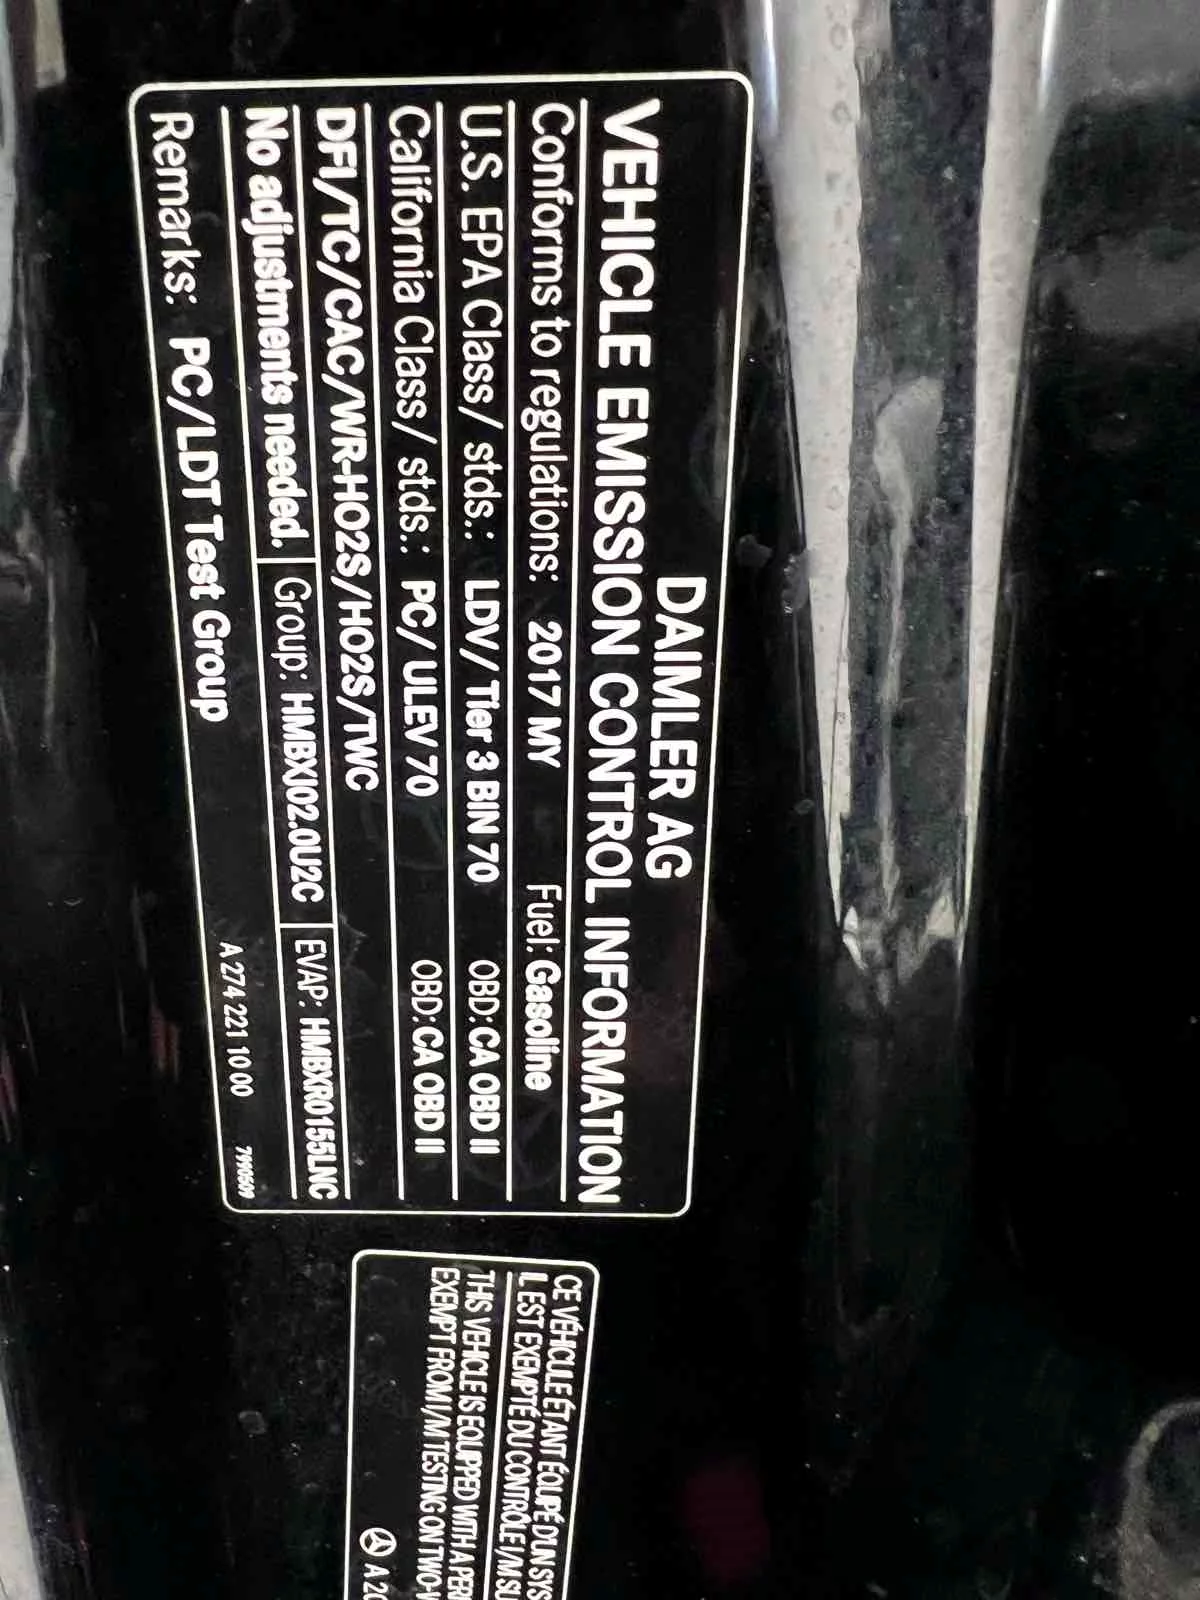 DAIMLER AG
VEHICLE EMISSION CONTROL INFORMATION
Conforms to regulations: 2017 MY Fuel: Gasoline
U.S. EPA Class/ stds.: LDV/ Tier 3 BIN 70 OBD: CA OBD II
California Class/ stds.: PC/ ULEV 70 OBD: CA OBD II
DFI/TC/CAC/WR-HO2S/HO2S/TWC
No adjustments needed. Group: HMBXJ02.0U2C EVAP: HMBXR0155LNC
Remarks: PC/LDT Test Group A 274 221 10 00 7990509
CE VÉHICULE ÉTANT ÉQUIPÉ D'UN SYS
IL EST EXEMPTÉ DU CONTRÔLE I/M SU
THIS VEHICLE IS EQUIPPED WITH A PERI
EXEMPT FROM I/M TESTING ON TWO-
A 20